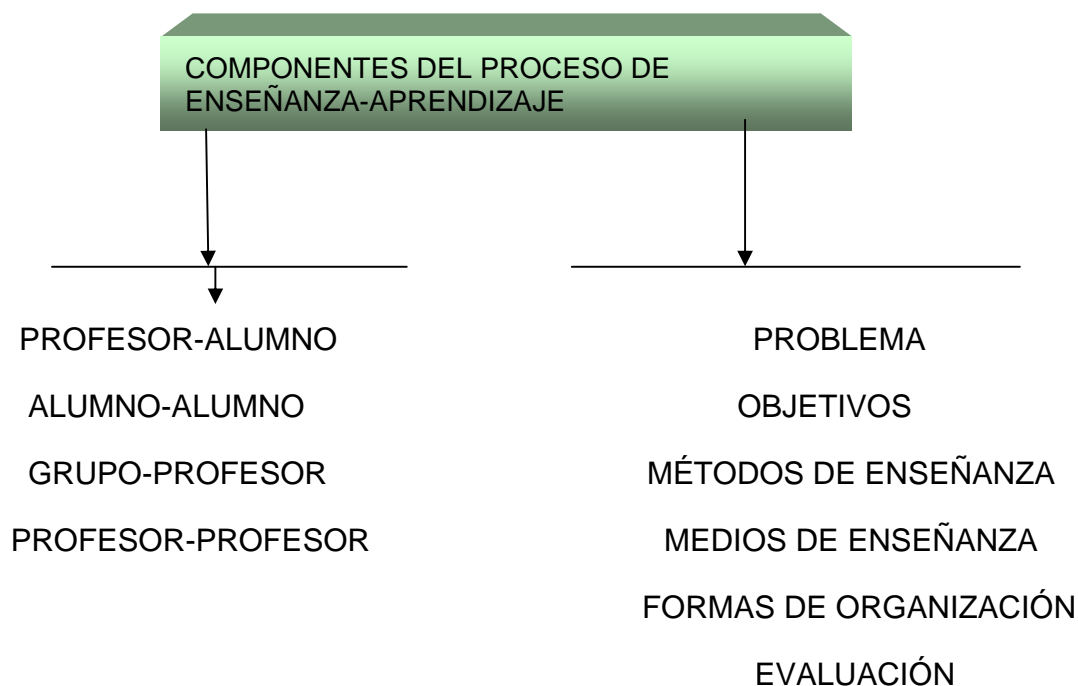 COMPONENTES DEL PROCESO DE
ENSEÑANZA-APRENDIZAJE
PROFESOR-ALUMNO
ALUMNO-ALUMNO
GRUPO-PROFESOR
PROFESOR-PROFESOR
PROBLEMA
OBJETIVOS
MÉTODOS DE ENSEÑANZA
MEDIOS DE ENSEÑANZA
FORMAS DE ORGANIZACIÓN
EVALUACIÓN